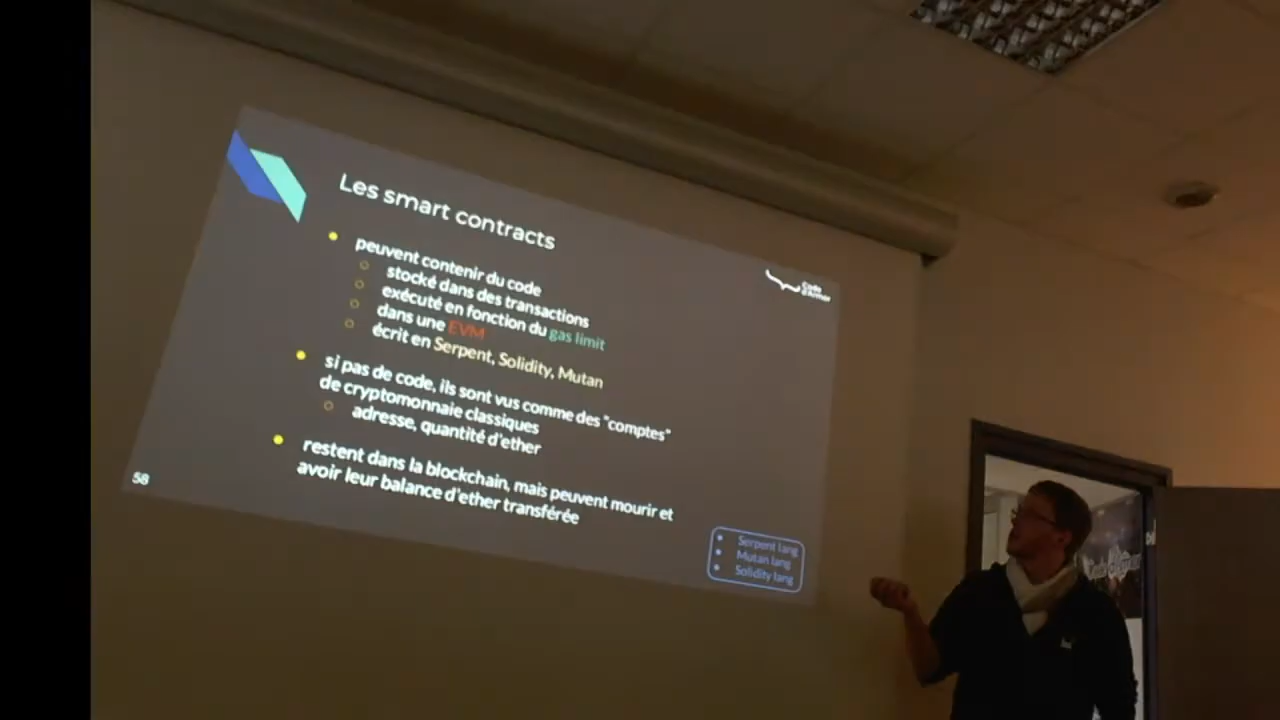 Les smart contracts
peuvent contenir du code
stocké dans des transactions
exécuté en fonction du gas limit
dans une EVM
écrit en Serpent, Solidity, Mutan
si pas de code, ils sont vus comme des "comptes"
de cryptomonnaie classiques
adresse, quantité d'ether
restent dans la blockchain, mais peuvent mourir et
avoir leur balance d'ether transférée
58
Code
d'Armor
Serpent lang
Mutan lang
Solidity lang